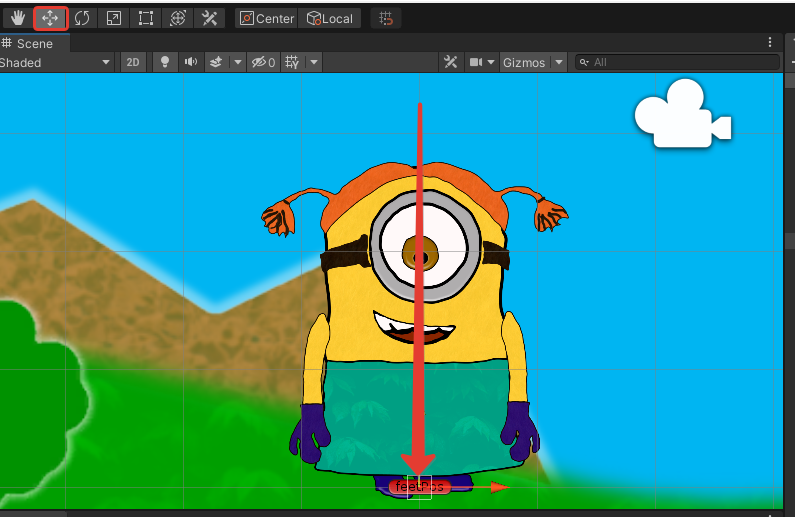 Center Local
Scene
Shaded 2D 0 Gizmos All
feetPos